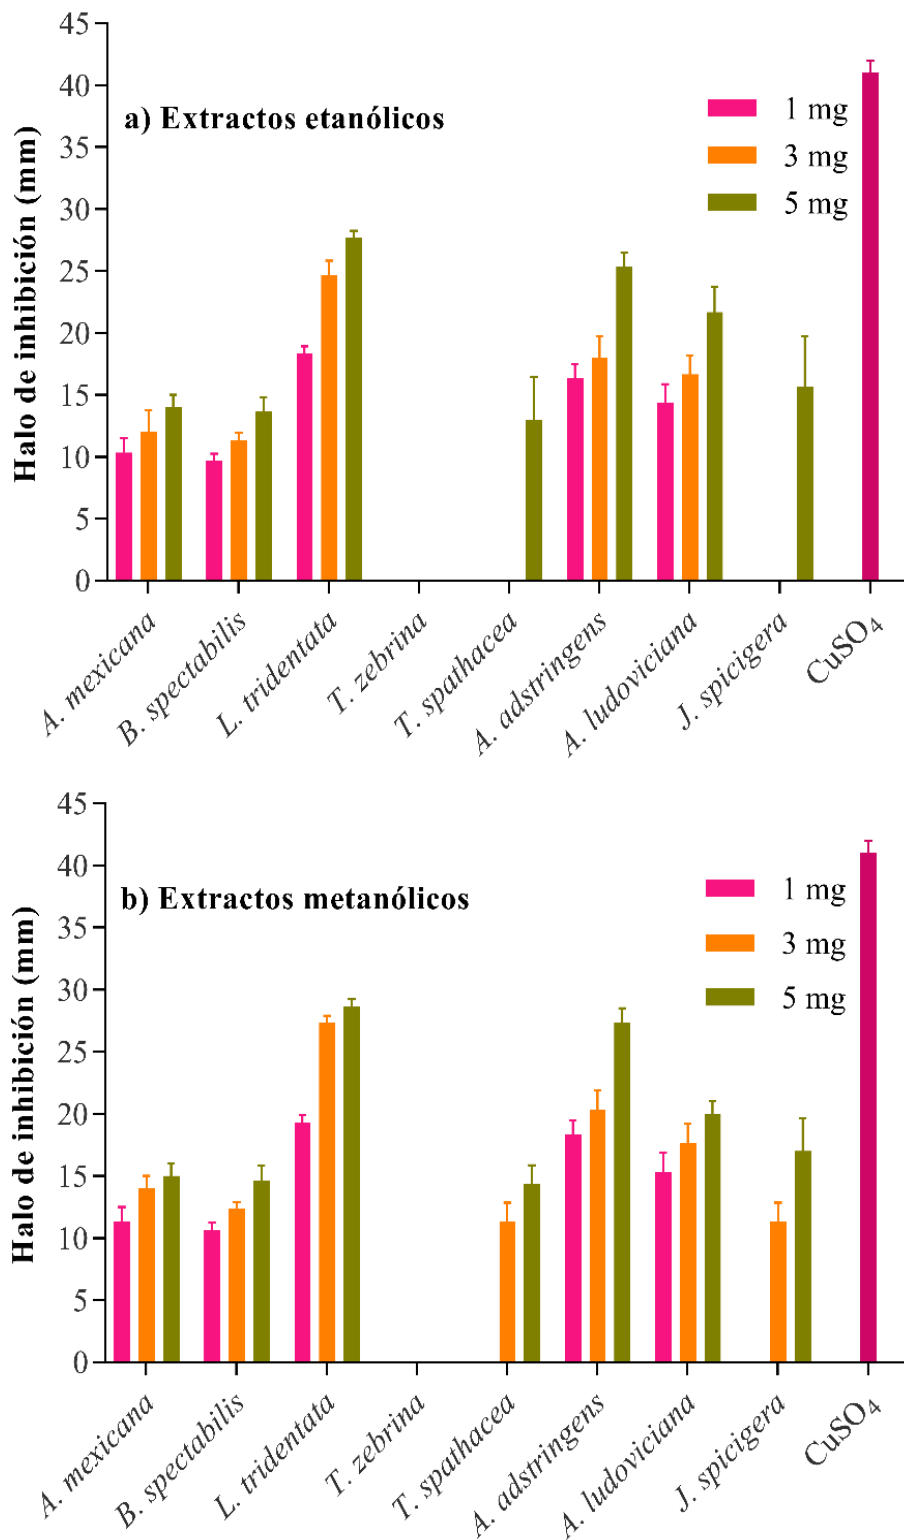 45
40
35
30
25
20
15
10
5
0
Halo de inhibición (mm)
a) Extractos etanólicos
1 mg
3 mg
5 mg
A. mexicana
B. spectabilis
L. tridentata
T. zebrina
T. spathacea
A. adstringens
A. ludoviciana
J. spicigera
CuSO₄
45
40
35
30
25
20
15
10
5
0
Halo de inhibición (mm)
b) Extractos metanólicos
1 mg
3 mg
5 mg
A. mexicana
B. spectabilis
L. tridentata
T. zebrina
T. spathacea
A. adstringens
A. ludoviciana
J. spicigera
CuSO₄